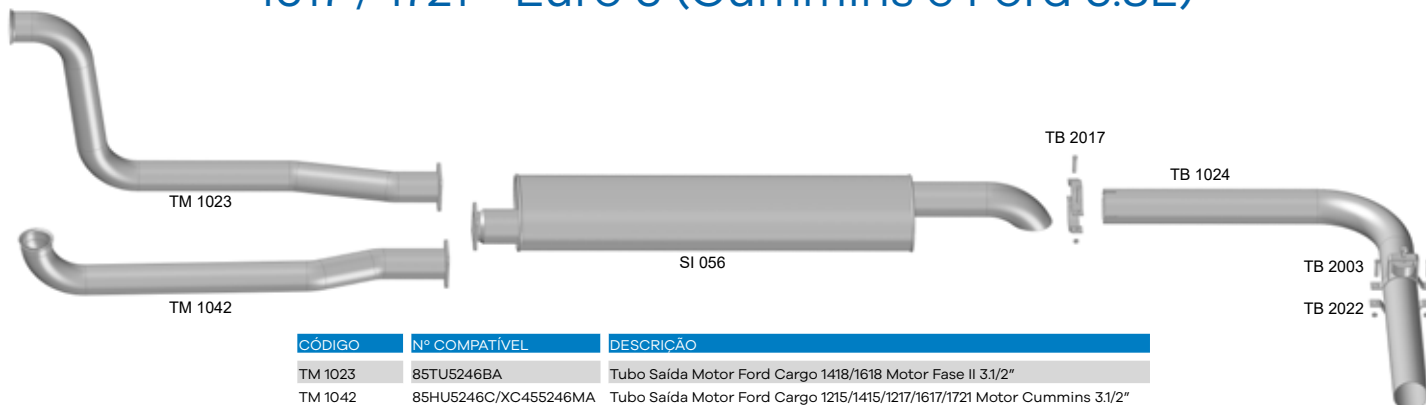 TB 2017
TB 1024
TM 1023
SI 056
TB 2003
TM 1042
TB 2022
CÓDIGO Nº COMPATÍVEL DESCRIÇÃO
TM 1023 85TU5246BA Tubo Saída Motor Ford Cargo 1418/1618 Motor Fase II 3.1/2”
TM 1042 85HU5246C/XC455246MA Tubo Saída Motor Ford Cargo 1215/1415/1217/1617/1721 Motor Cummins 3.1/2”